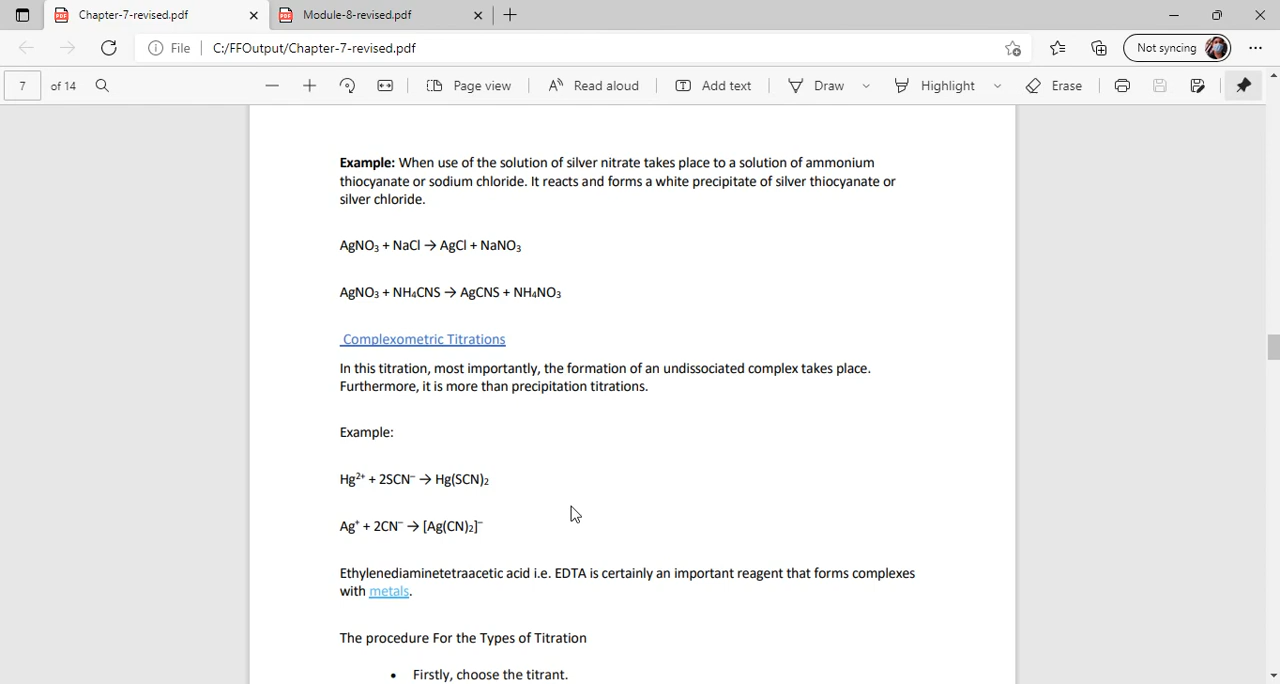 Chapter-7-revised.pdf
Module-8-revised.pdf
File
C:/FFOutput/Chapter-7-revised.pdf
Not syncing
7 of 14
Page view
Read aloud
Add text
Draw
Highlight
Erase
Example: When use of the solution of silver nitrate takes place to a solution of ammonium
thiocyanate or sodium chloride. It reacts and forms a white precipitate of silver thiocyanate or
silver chloride.
AgNO₃ + NaCl → AgCl + NaNO₃
AgNO₃ + NH₄CNS → AgCNS + NH₄NO₃
Complexometric Titrations
In this titration, most importantly, the formation of an undissociated complex takes place.
Furthermore, it is more than precipitation titrations.
Example:
Hg²⁺ + 2SCN⁻ → Hg(SCN)₂
Ag⁺ + 2CN⁻ → [Ag(CN)₂]⁻
Ethylenediaminetetraacetic acid i.e. EDTA is certainly an important reagent that forms complexes
with metals.
The procedure For the Types of Titration
• Firstly, choose the titrant.